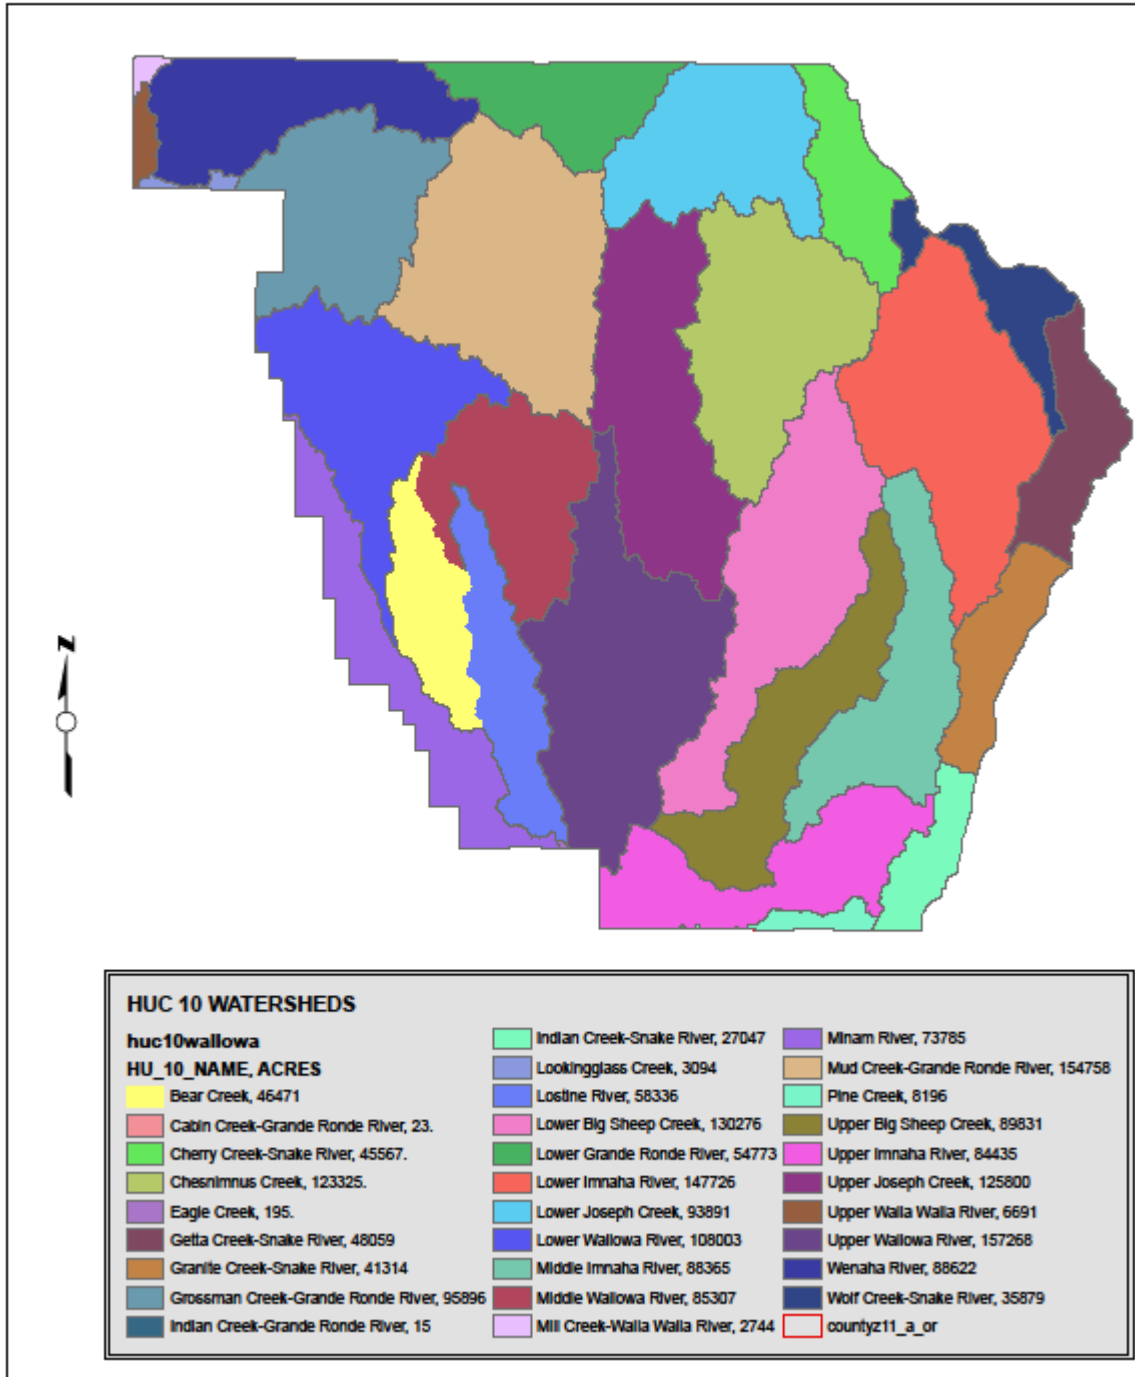 z
HUC 10 WATERSHEDS
huc10wallowa
HU_10_NAME, ACRES
Bear Creek, 46471
Cabin Creek-Grande Ronde River, 23.
Cherry Creek-Snake River, 45567.
Chesnimnus Creek, 123325.
Eagle Creek, 195.
Getta Creek-Snake River, 48059
Granite Creek-Snake River, 41314
Grossman Creek-Grande Ronde River, 95896
Indian Creek-Grande Ronde River, 15
Indian Creek-Snake River, 27047
Lookingglass Creek, 3094
Lostine River, 58336
Lower Big Sheep Creek, 130276
Lower Grande Ronde River, 54773
Lower Imnaha River, 147726
Lower Joseph Creek, 93891
Lower Wallowa River, 108003
Middle Imnaha River, 88365
Middle Wallowa River, 85307
Mill Creek-Walla Walla River, 2744
Minam River, 73785
Mud Creek-Grande Ronde River, 154758
Pine Creek, 8196
Upper Big Sheep Creek, 89831
Upper Imnaha River, 84435
Upper Joseph Creek, 125800
Upper Walla Walla River, 6691
Upper Wallowa River, 157268
Wenaha River, 88622
Wolf Creek-Snake River, 35879
countyz11_a_or